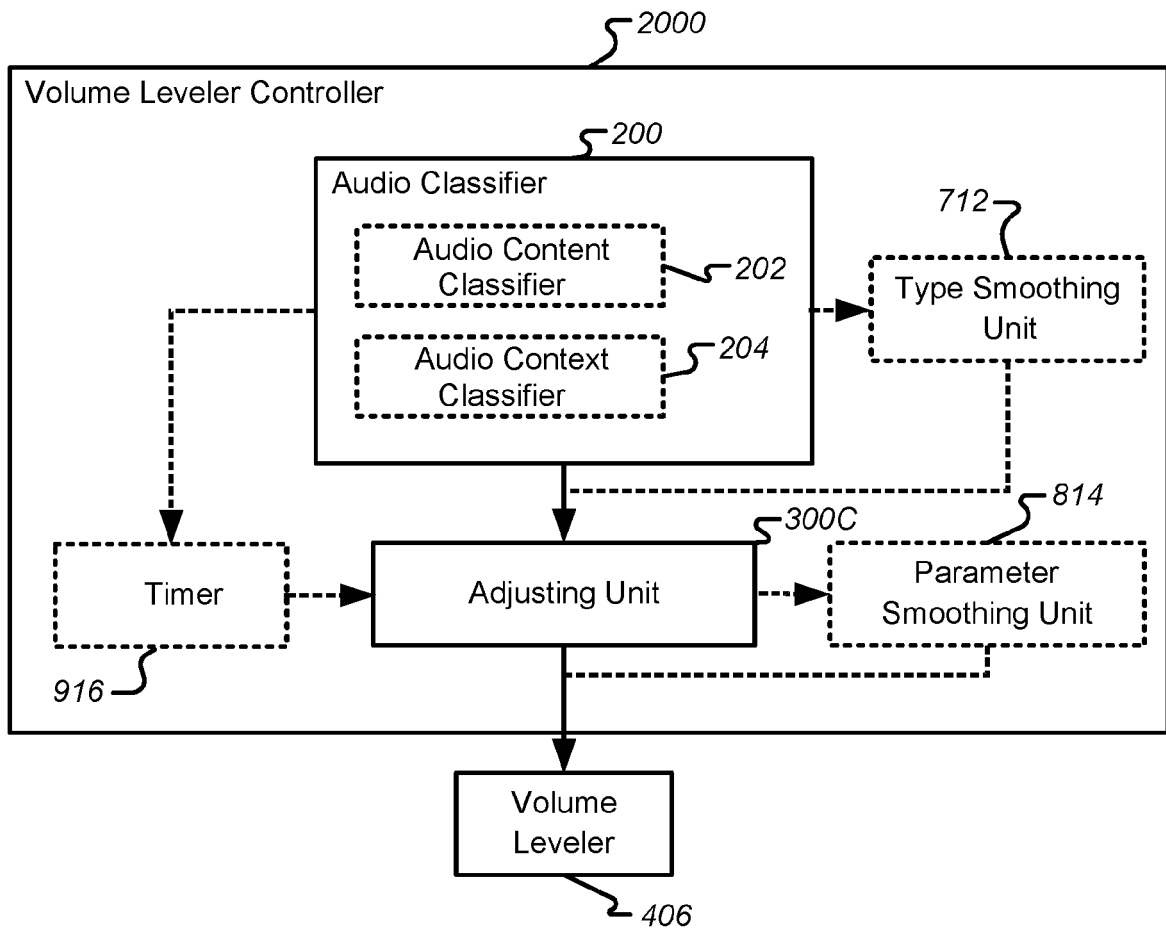 2000
Volume Leveler Controller
200
Audio Classifier
712
Audio Content
Classifier
202
Type Smoothing
Unit
Audio Context
Classifier
204
814
300C
Timer
Adjusting Unit
Parameter
Smoothing Unit
916
Volume
Leveler
406